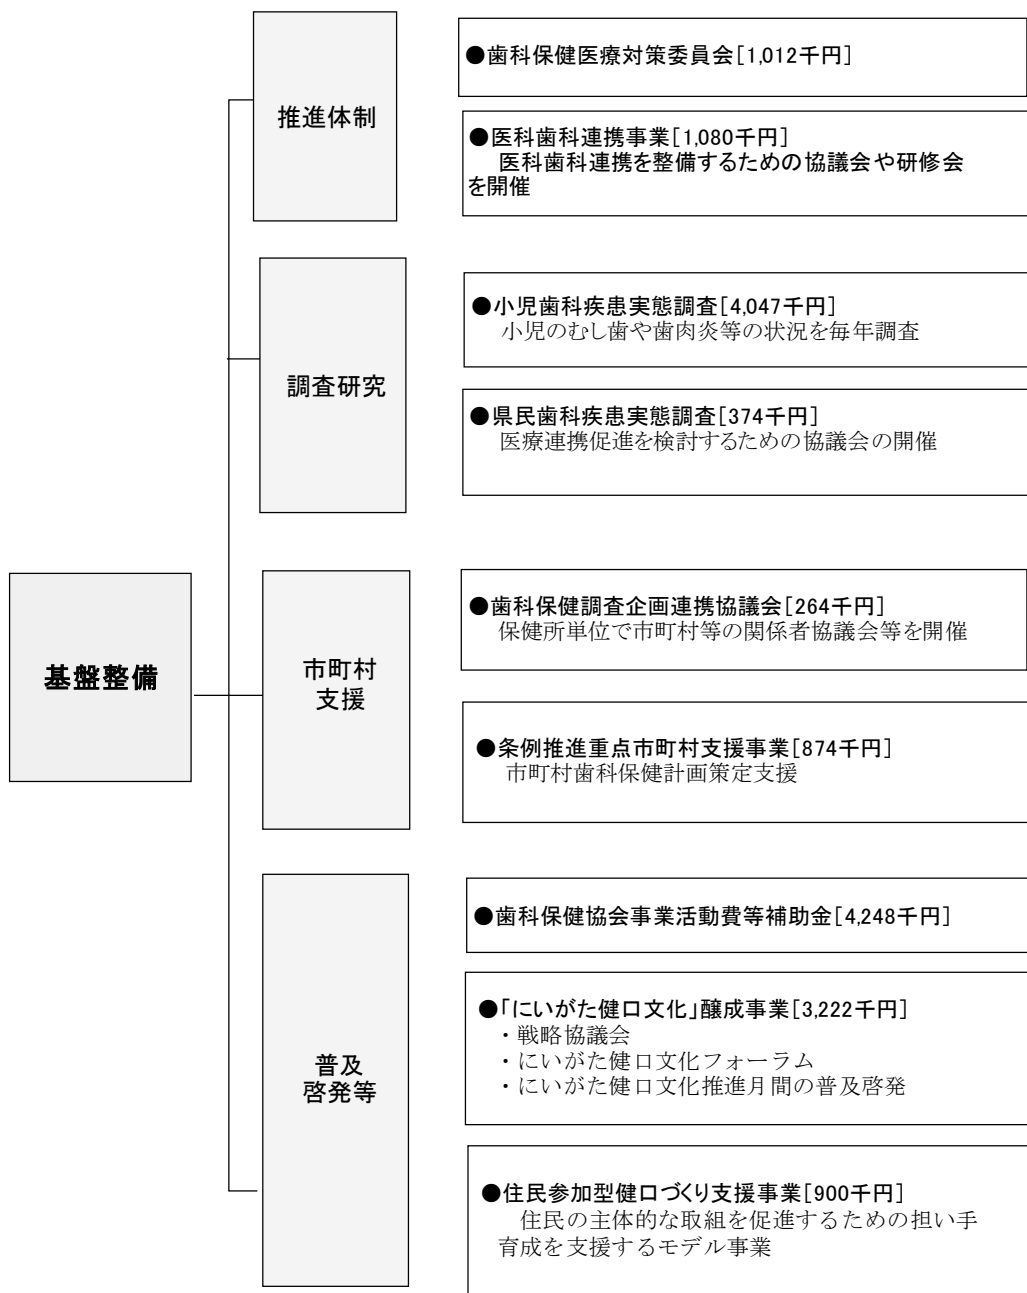 基盤整備
推進体制
●歯科保健医療対策委員会[1,012千円]
●医科歯科連携事業[1,080千円]
医科歯科連携を整備するための協議会や研修会
を開催
調査研究
●小児歯科疾患実態調査[4,047千円]
小児のむし歯や歯肉炎等の状況を毎年調査
●県民歯科疾患実態調査[374千円]
医療連携促進を検討するための協議会の開催
市町村
支援
●歯科保健調査企画連携協議会[264千円]
保健所単位で市町村等の関係者協議会等を開催
●条例推進重点市町村支援事業[874千円]
市町村歯科保健計画策定支援
普及
啓発等
●歯科保健協会事業活動費等補助金[4,248千円]
●「にいがた健口文化」醸成事業[3,222千円]
・戦略協議会
・にいがた健口文化フォーラム
・にいがた健口文化推進月間の普及啓発
●住民参加型健口づくり支援事業[900千円]
住民の主体的な取組を促進するための担い手
育成を支援するモデル事業